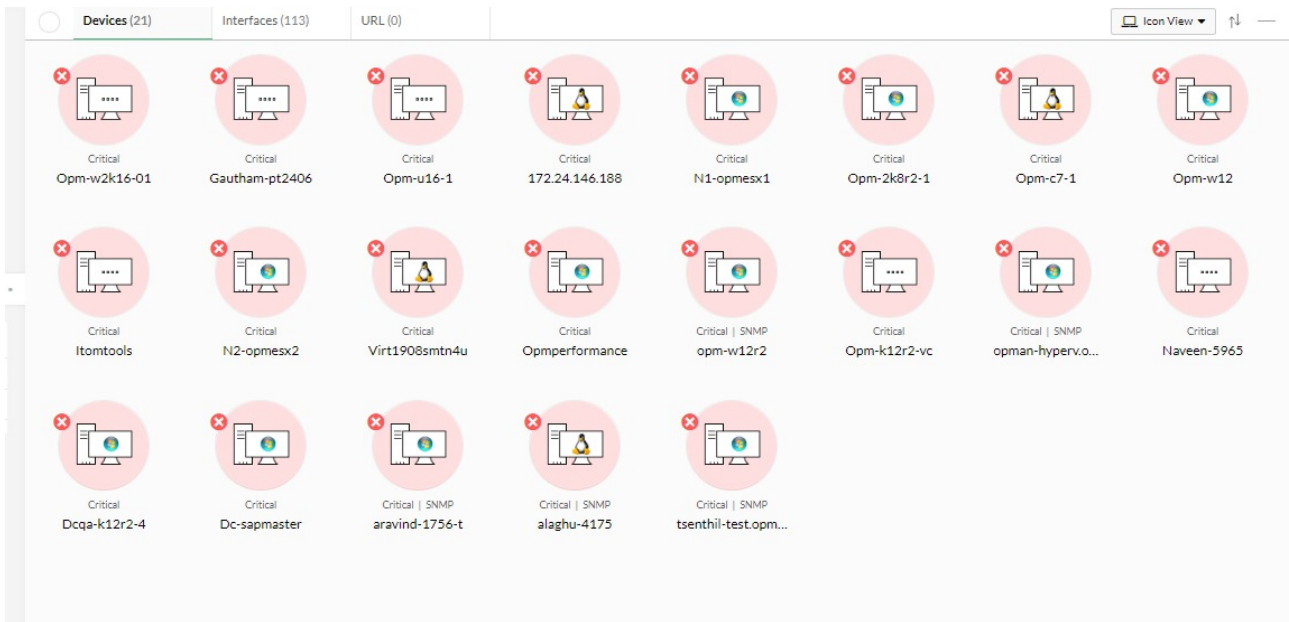 Devices (21) Interfaces (113) URL (0) Icon View
Critical Critical Critical Critical Critical Critical Critical Critical
Opm-w2k16-01 Gautham-pt2406 Opm-u16-1 172.24.146.188 N1-opmesx1 Opm-2k8r2-1 Opm-c7-1 Opm-w12
Critical Critical Critical Critical Critical | SNMP Critical Critical | SNMP Critical
Itomtools N2-opmesx2 Virt1908smtn4u Opmperformance opm-w12r2 Opm-k12r2-vc opman-hyperv.o... Naveen-5965
Critical Critical Critical | SNMP Critical | SNMP Critical | SNMP
Dcqa-k12r2-4 Dc-sapmaster aravind-1756-t alaghu-4175 tsenthil-test.opm...